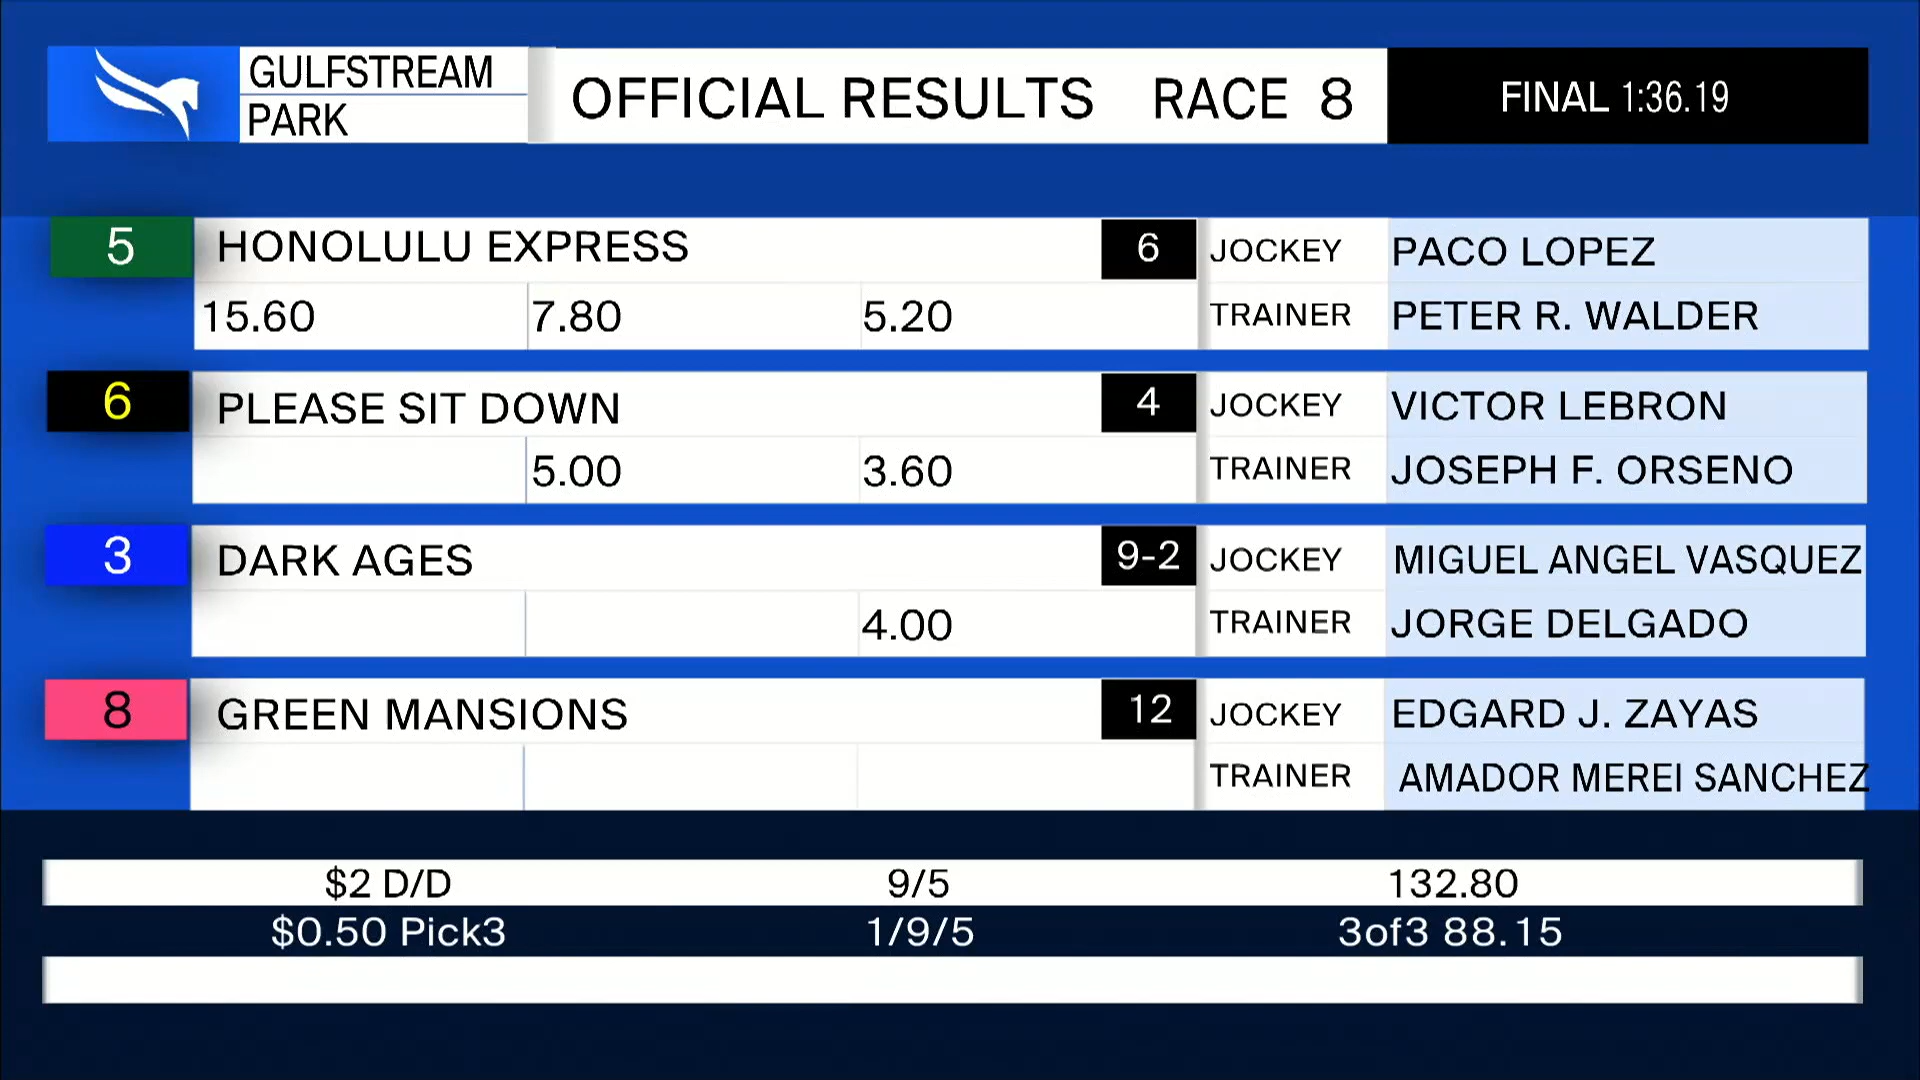 GULFSTREAM
PARK
OFFICIAL RESULTS RACE 8
FINAL 1:36.19
5 HONOLULU EXPRESS 6 JOCKEY PACO LOPEZ
15.60 7.80 5.20 TRAINER PETER R. WALDER
6 PLEASE SIT DOWN 4 JOCKEY VICTOR LEBRON
5.00 3.60 TRAINER JOSEPH F. ORSENO
3 DARK AGES 9-2 JOCKEY MIGUEL ANGEL VASQUEZ
4.00 TRAINER JORGE DELGADO
8 GREEN MANSIONS 12 JOCKEY EDGARD J. ZAYAS
TRAINER AMADOR MEREI SANCHEZ
$2 D/D 9/5 132.80
$0.50 Pick3 1/9/5 3of3 88.15